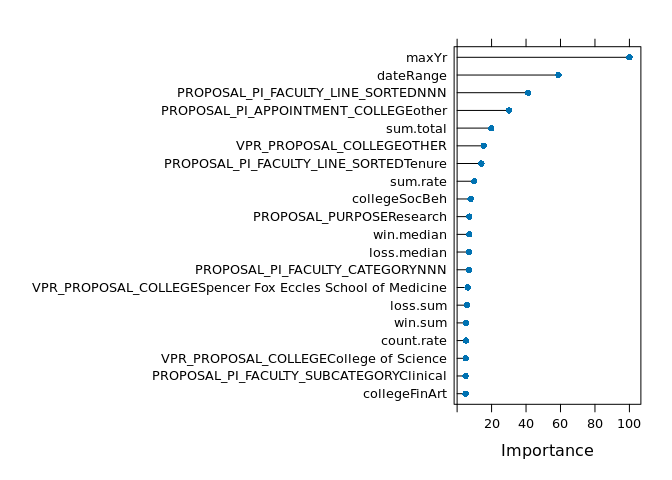 maxYr
dateRange
PROPOSAL_PI_FACULTY_LINE_SORTEDNNN
PROPOSAL_PI_APPOINTMENT_COLLEGEother
sum.total
VPR_PROPOSAL_COLLEGEOTHER
PROPOSAL_PI_FACULTY_LINE_SORTEDTenure
sum.rate
collegeSocBeh
PROPOSAL_PURPOSEResearch
win.median
loss.median
PROPOSAL_PI_FACULTY_CATEGORYNNN
VPR_PROPOSAL_COLLEGESpencer Fox Eccles School of Medicine
loss.sum
win.sum
count.rate
VPR_PROPOSAL_COLLEGECollege of Science
PROPOSAL_PI_FACULTY_SUBCATEGORYClinical
collegeFinArt
20 40 60 80 100
Importance